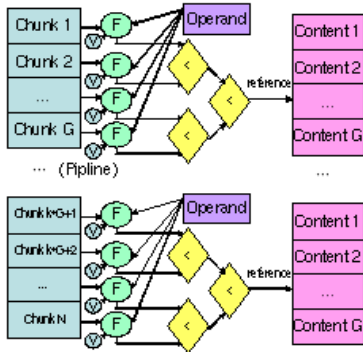 Chunk 1
Chunk 2
...
Chunk G
V
V
V
V
F
F
F
F
Operand
<
<
<
reference
Content 1
Content 2
...
Content G
... (Pipline)
...
Chunk k*G+1
Chunk k*G+2
...
Chunk N
V
V
V
V
F
F
F
F
Operand
<
<
<
reference
Content 1
Content 2
...
Content G